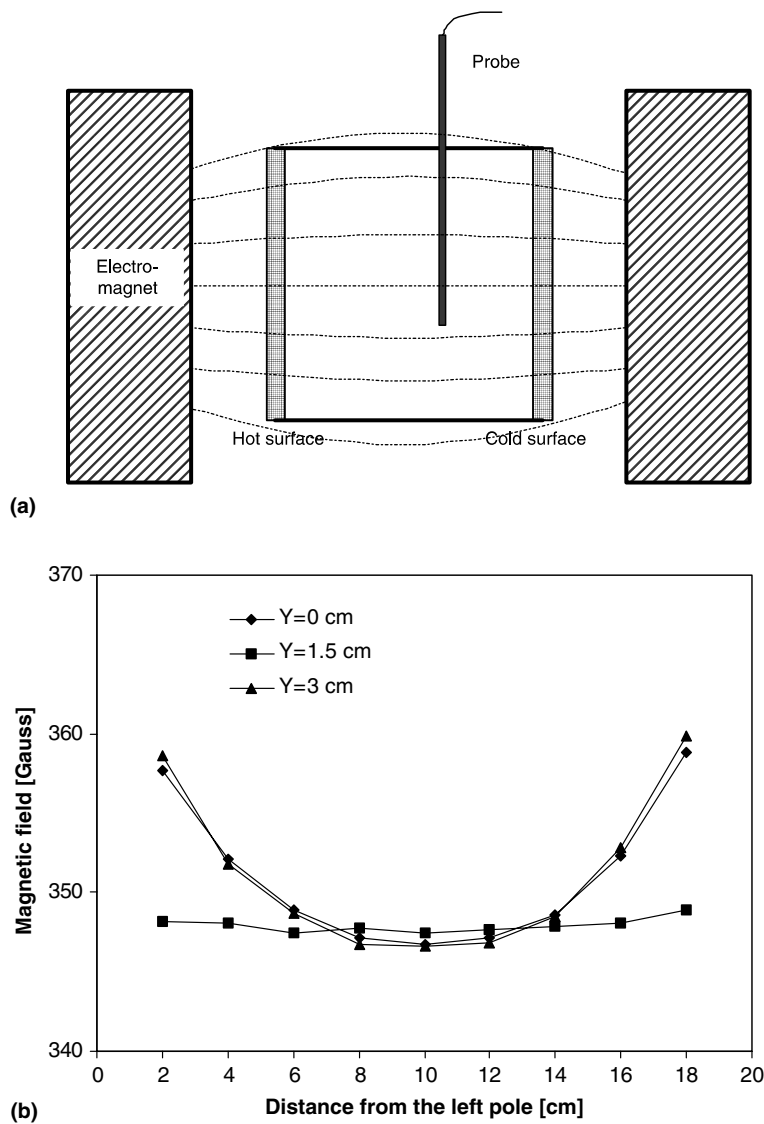 Probe
Electro-
magnet
Hot surface
Cold surface
(a)
370
360
350
340
Magnetic field [Gauss]
Y=0 cm
Y=1.5 cm
Y=3 cm
0 2 4 6 8 10 12 14 16 18 20
Distance from the left pole [cm]
(b)